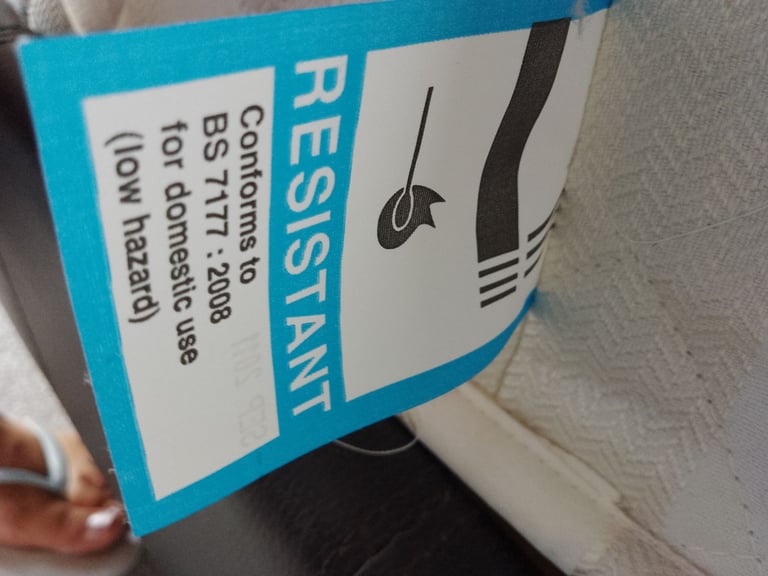 RESISTANT
Conforms to
BS 7177 : 2008
for domestic use
(low hazard)